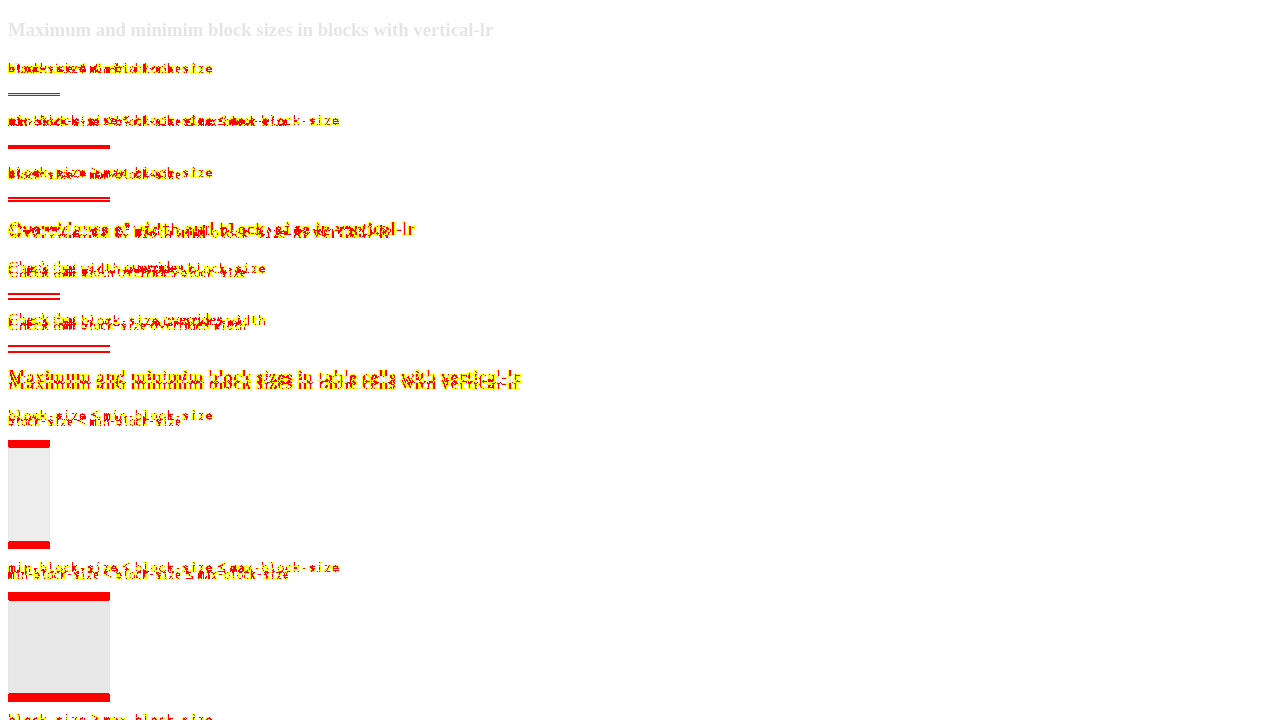 Maximum and minimim block sizes in blocks with vertical-lr
block-size < min-block-size
min-block-size < block-size ≤ max-block-size
block-size > max-block-size
Overridances of width and block-size in vertical-lr
Check that width overrides block-size
Check that block-size overrides width
Maximum and minimim block sizes in table cells with vertical-lr
block-size < min-block-size
min-block-size < block-size ≤ max-block-size
block-size > max-block-size